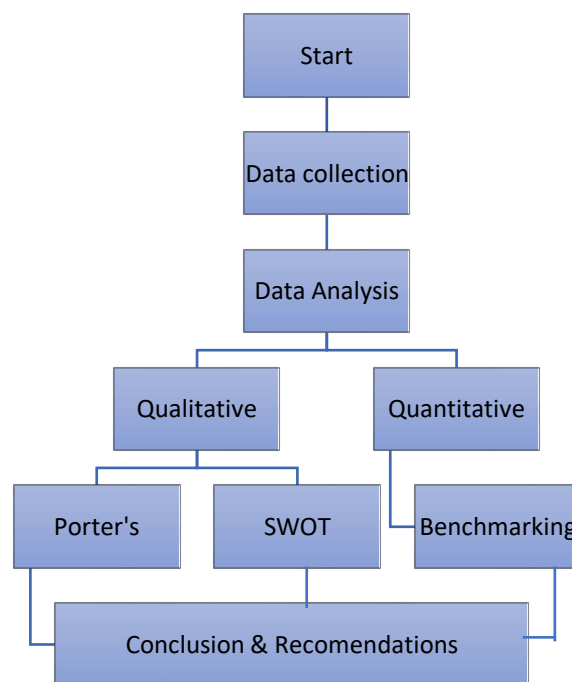 Start
Data collection
Data Analysis
Qualitative
Quantitative
Porter's
SWOT
Benchmarking
Conclusion & Recomendations